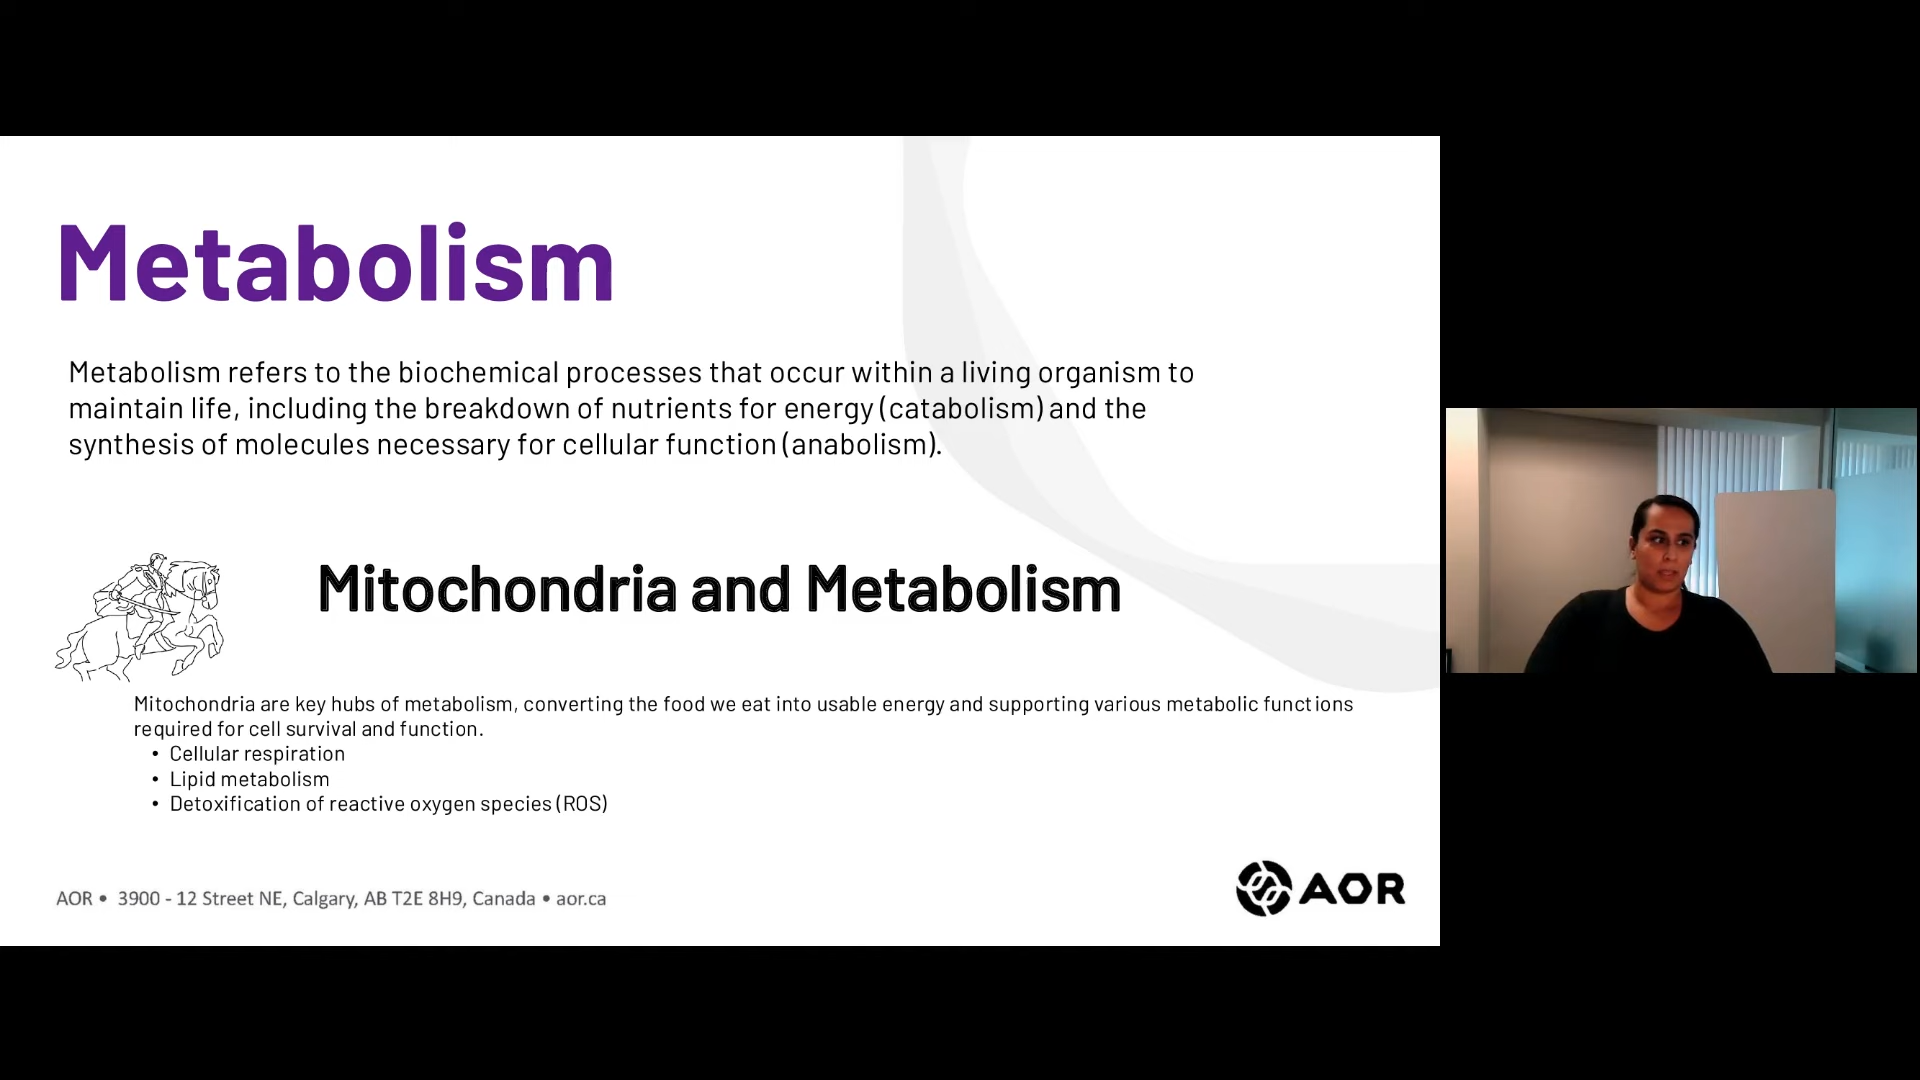 Metabolism
Metabolism refers to the biochemical processes that occur within a living organism to
maintain life, including the breakdown of nutrients for energy (catabolism) and the
synthesis of molecules necessary for cellular function (anabolism).
Mitochondria and Metabolism
Mitochondria are key hubs of metabolism, converting the food we eat into usable energy and supporting various metabolic functions
required for cell survival and function.
• Cellular respiration
• Lipid metabolism
• Detoxification of reactive oxygen species (ROS)
AOR • 3900 - 12 Street NE, Calgary, AB T2E 8H9, Canada • aor.ca
AOR